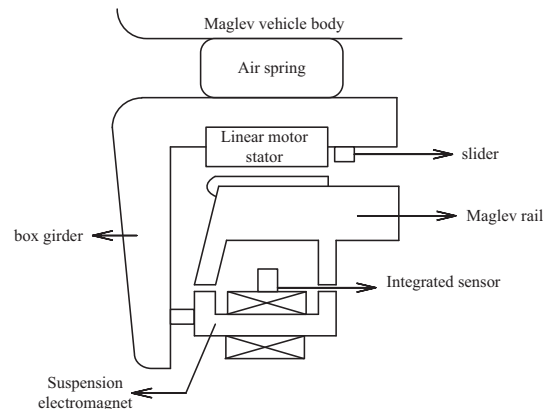 Maglev vehicle body
Air spring
Linear motor
stator
slider
Maglev rail
box girder
Integrated sensor
Suspension
electromagnet